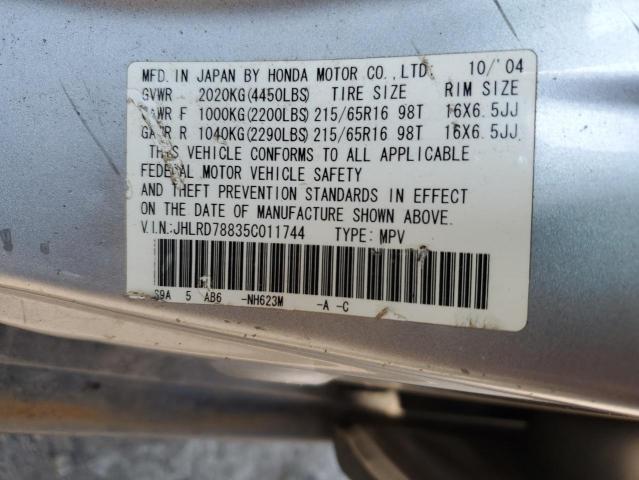 MFD. IN JAPAN BY HONDA MOTOR CO.,LTD. 10/'04
GVWR 2020KG(4450LBS) TIRE SIZE RIM SIZE
GAWR F 1000KG(2200LBS) 215/65R16 98T 16X6.5JJ
GAWR R 1040KG(2290LBS) 215/65R16 98T 16X6.5JJ
THIS VEHICLE CONFORMS TO ALL APPLICABLE
FEDERAL MOTOR VEHICLE SAFETY
AND THEFT PREVENTION STANDARDS IN EFFECT
ON THE DATE OF MANUFACTURE SHOWN ABOVE.
V.I.N.:JHLRD78835C011744 TYPE: MPV
S9A 5 AB6 -NH623M -A -C